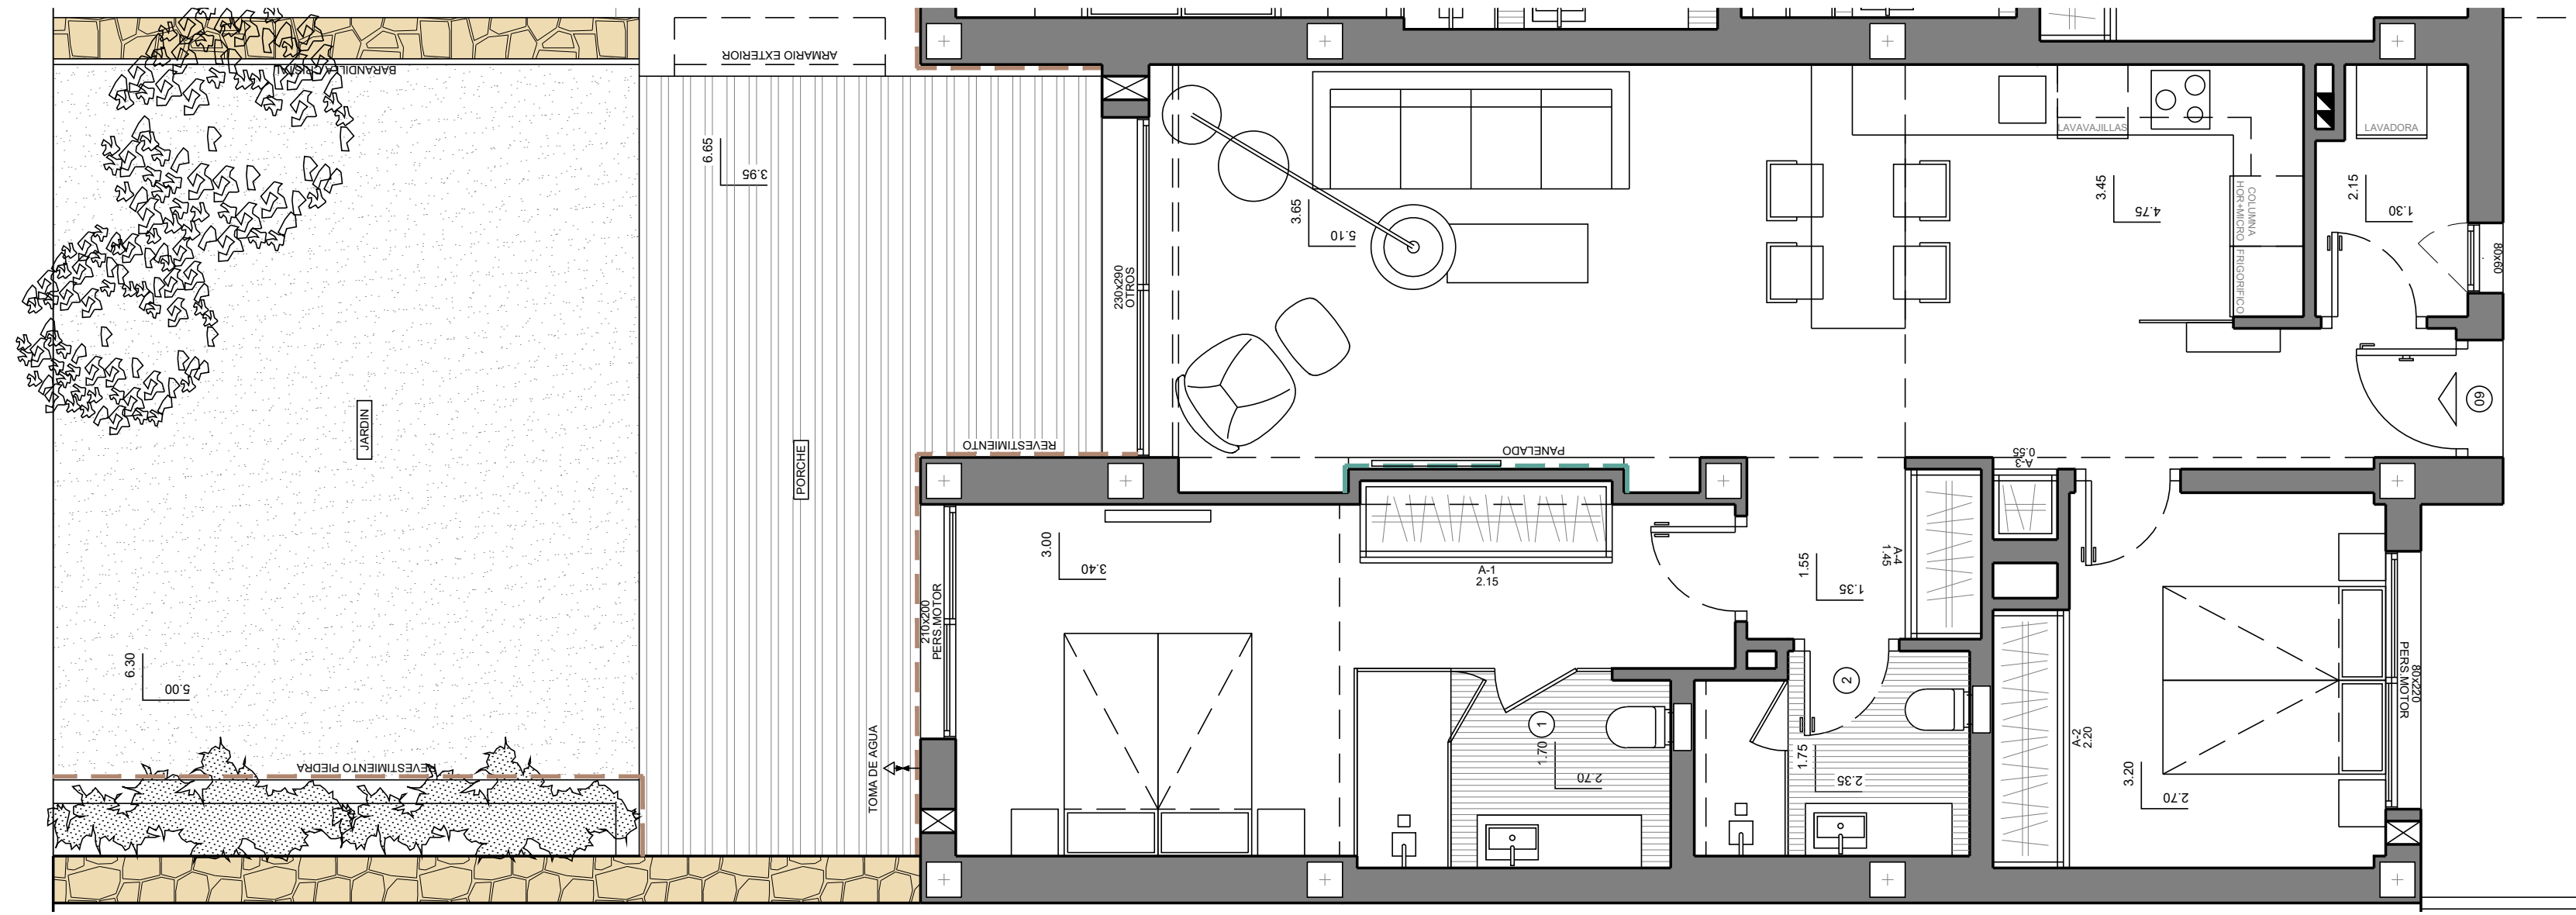 BARANDILLA CRISTAL
ARMARIO EXTERIOR
6.65
3.95
JARDIN
PORCHE
6.30
5.00
REVESTIMIENTO PIEDRA
TOMA DE AGUA
REVESTIMIENTO
230x290
OTROS
3.65
5.10
PANELADO
LAVAVAJILLAS
3.45
4.75
COLUMNA
HOR+MICRO
FRIGORIFICO
LAVADORA
2.15
1.30
80x60
09
210x200
PERS.MOTOR
3.00
3.40
A-1
2.15
1.55
1.35
A-4
1.45
A-3
0.55
1
1.70
2.70
2
1.75
2.35
A-2
2.20
3.20
2.70
PERS.MOTOR
80x220